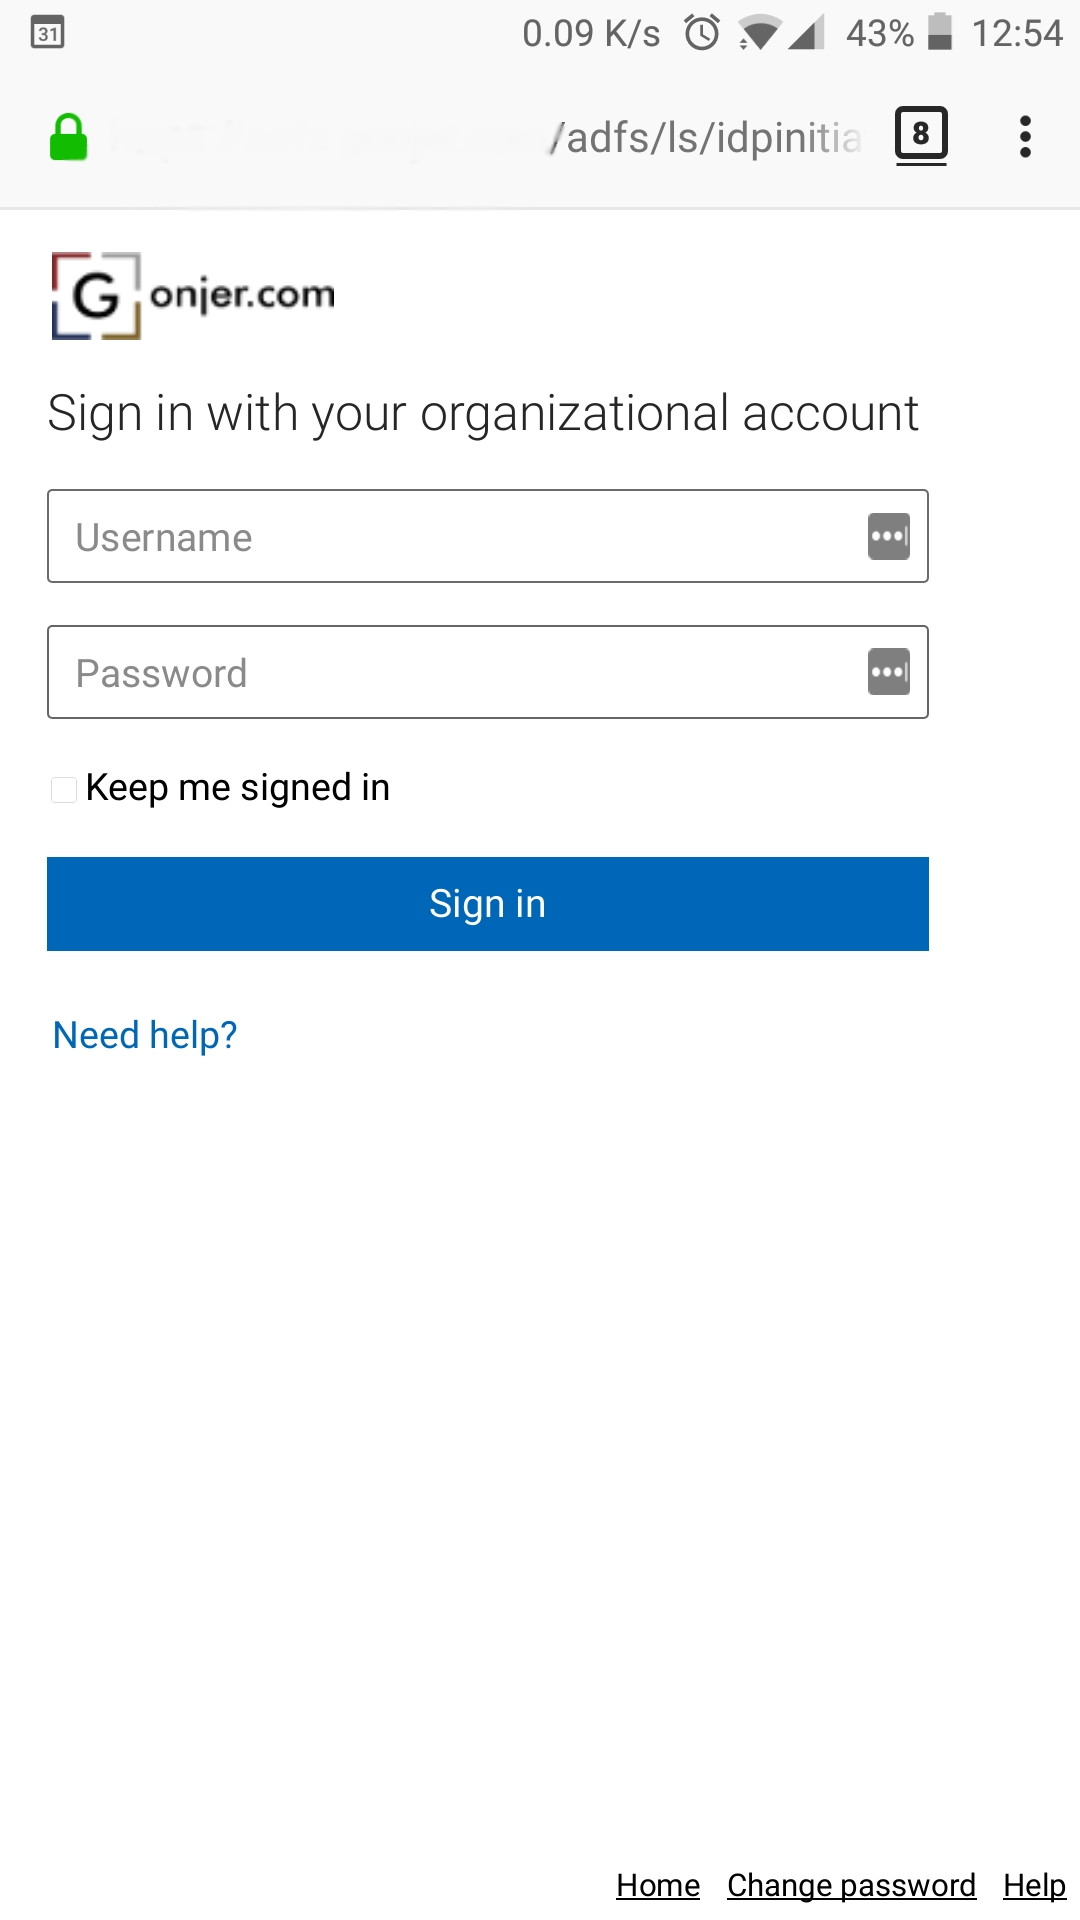 31 0.09 K/s 43% 12:54
/adfs/ls/idpinitia 8
G onjer.com
Sign in with your organizational account
Username
Password
Keep me signed in
Sign in
Need help?
Home Change password Help